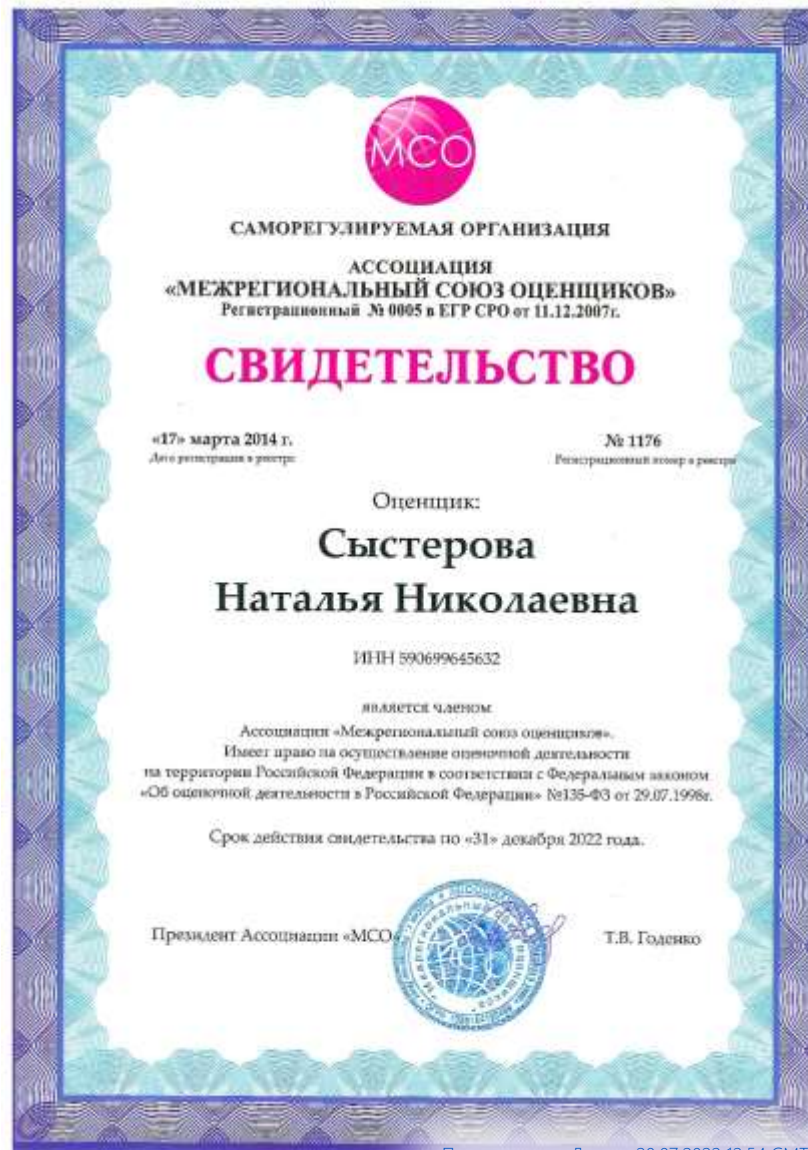 МСО
САМОРЕГУЛИРУЕМАЯ ОРГАНИЗАЦИЯ
АССОЦИАЦИЯ
«МЕЖРЕГИОНАЛЬНЫЙ СОЮЗ ОЦЕНЩИКОВ»
Регистрационный № 0005 в ЕГР СРО от 11.12.2007г.
СВИДЕТЕЛЬСТВО
«17» марта 2014 г. № 1176
Дата регистрации в реестре Регистрационный номер в реестре
Оценщик:
Сыстерова
Наталья Николаевна
ИНН 590699645632
является членом
Ассоциации «Межрегиональный союз оценщиков».
Имеет право на осуществление оценочной деятельности
на территории Российской Федерации в соответствии с Федеральным законом
«Об оценочной деятельности в Российской Федерации» №135-ФЗ от 29.07.1998г.
Срок действия свидетельства по «31» декабря 2022 года.
Президент Ассоциации «МСО» Т.В. Годенко